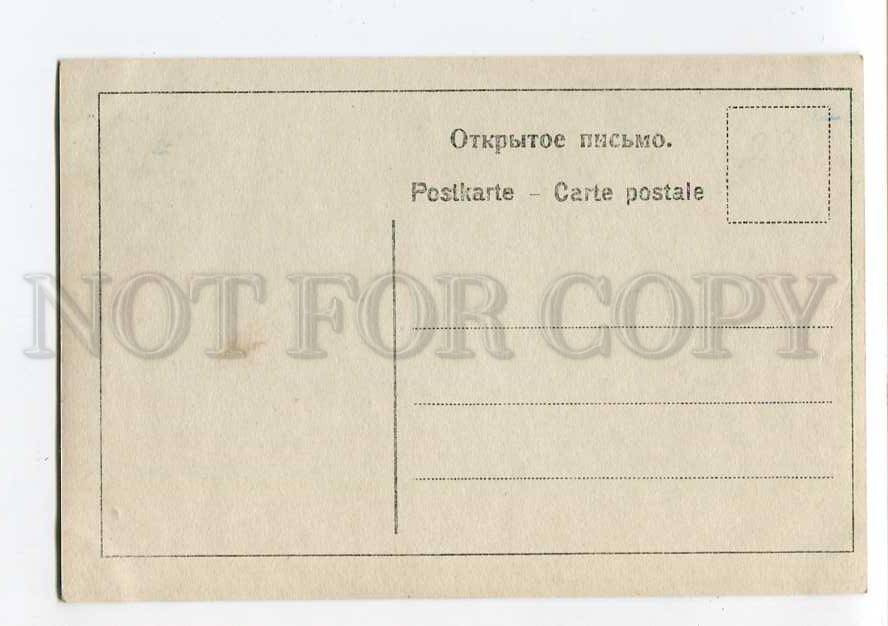 Открытое письмо.
Postkarte – Carte postale
NOT FOR COPY